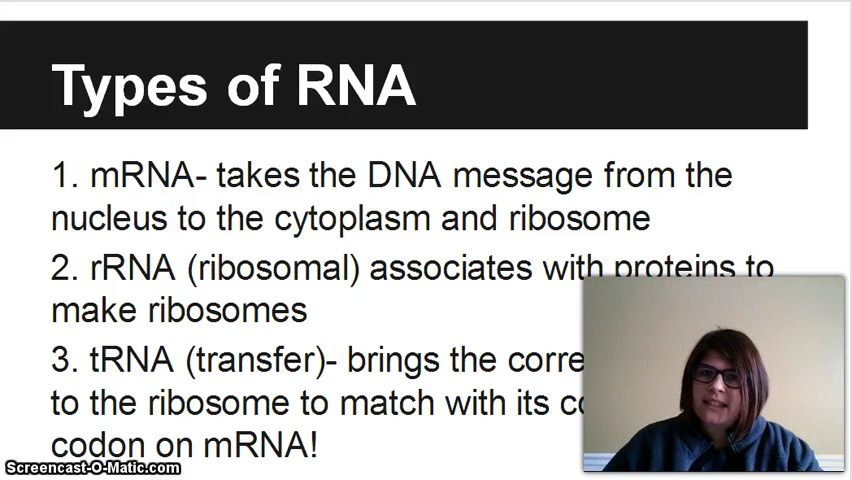 Types of RNA
1. mRNA- takes the DNA message from the
nucleus to the cytoplasm and ribosome
2. rRNA (ribosomal) associates with proteins to
make ribosomes
3. tRNA (transfer)- brings the
to the ribosome to match with its
codon on mRNA!
Screencast-O-Matic.com